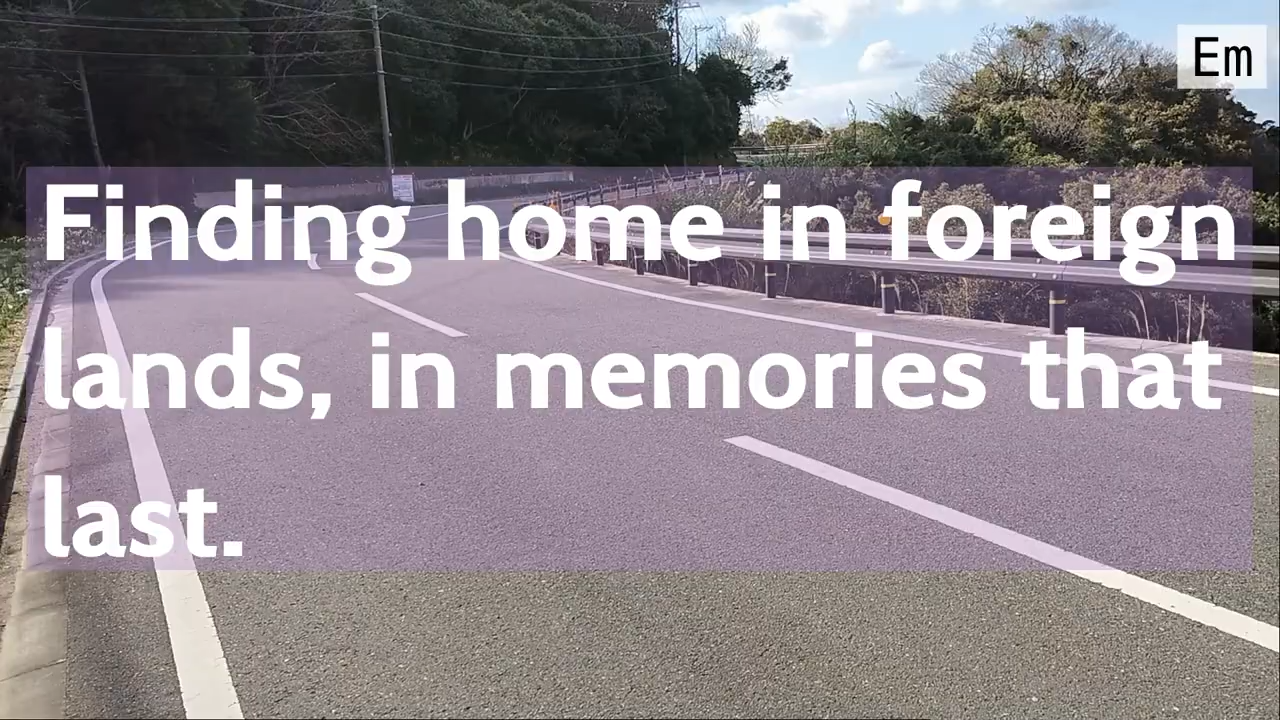 Em
Finding home in foreign
lands, in memories that
last.